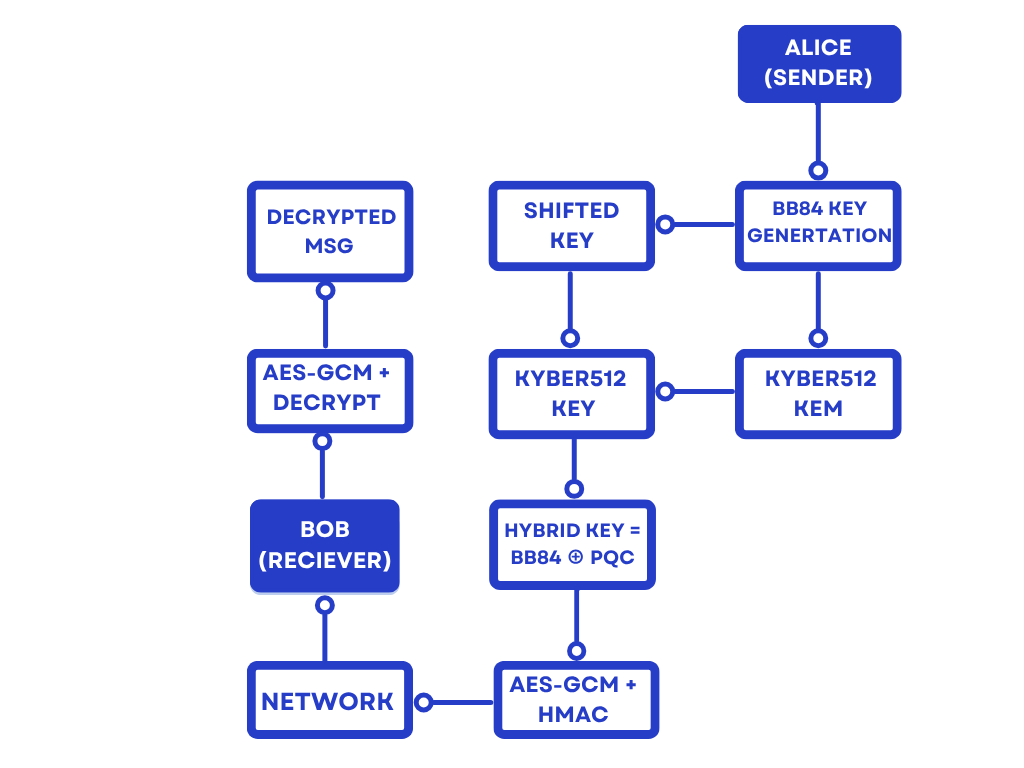 ALICE
(SENDER)
DECRYPTED
MSG
SHIFTED
KEY
BB84 KEY
GENERTATION
AES-GCM +
DECRYPT
KYBER512
KEY
KYBER512
KEM
BOB
(RECIEVER)
HYBRID KEY =
BB84 ⊕ PQC
NETWORK
AES-GCM +
HMAC